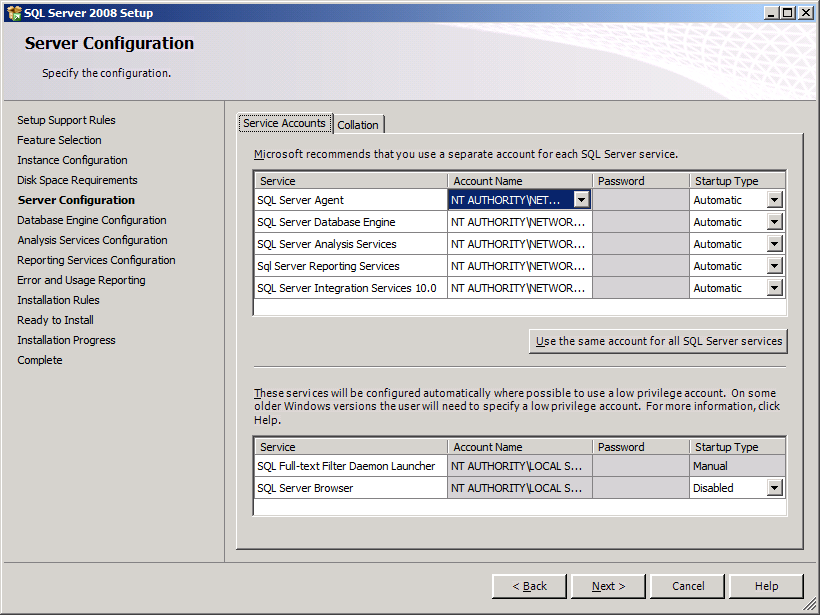 SQL Server 2008 Setup
Server Configuration
Specify the configuration.
Setup Support Rules
Feature Selection
Instance Configuration
Disk Space Requirements
Server Configuration
Database Engine Configuration
Analysis Services Configuration
Reporting Services Configuration
Error and Usage Reporting
Installation Rules
Ready to Install
Installation Progress
Complete
Service Accounts Collation
Microsoft recommends that you use a separate account for each SQL Server service.
Service Account Name Password Startup Type
SQL Server Agent NT AUTHORITY\NET... Automatic
SQL Server Database Engine NT AUTHORITY\NETWOR... Automatic
SQL Server Analysis Services NT AUTHORITY\NETWOR... Automatic
Sql Server Reporting Services NT AUTHORITY\NETWOR... Automatic
SQL Server Integration Services 10.0 NT AUTHORITY\NETWOR... Automatic
Use the same account for all SQL Server services
These services will be configured automatically where possible to use a low privilege account. On some
older Windows versions the user will need to specify a low privilege account. For more information, click
Help.
Service Account Name Password Startup Type
SQL Full-text Filter Daemon Launcher NT AUTHORITY\LOCAL S... Manual
SQL Server Browser NT AUTHORITY\LOCAL S... Disabled
< Back Next > Cancel Help